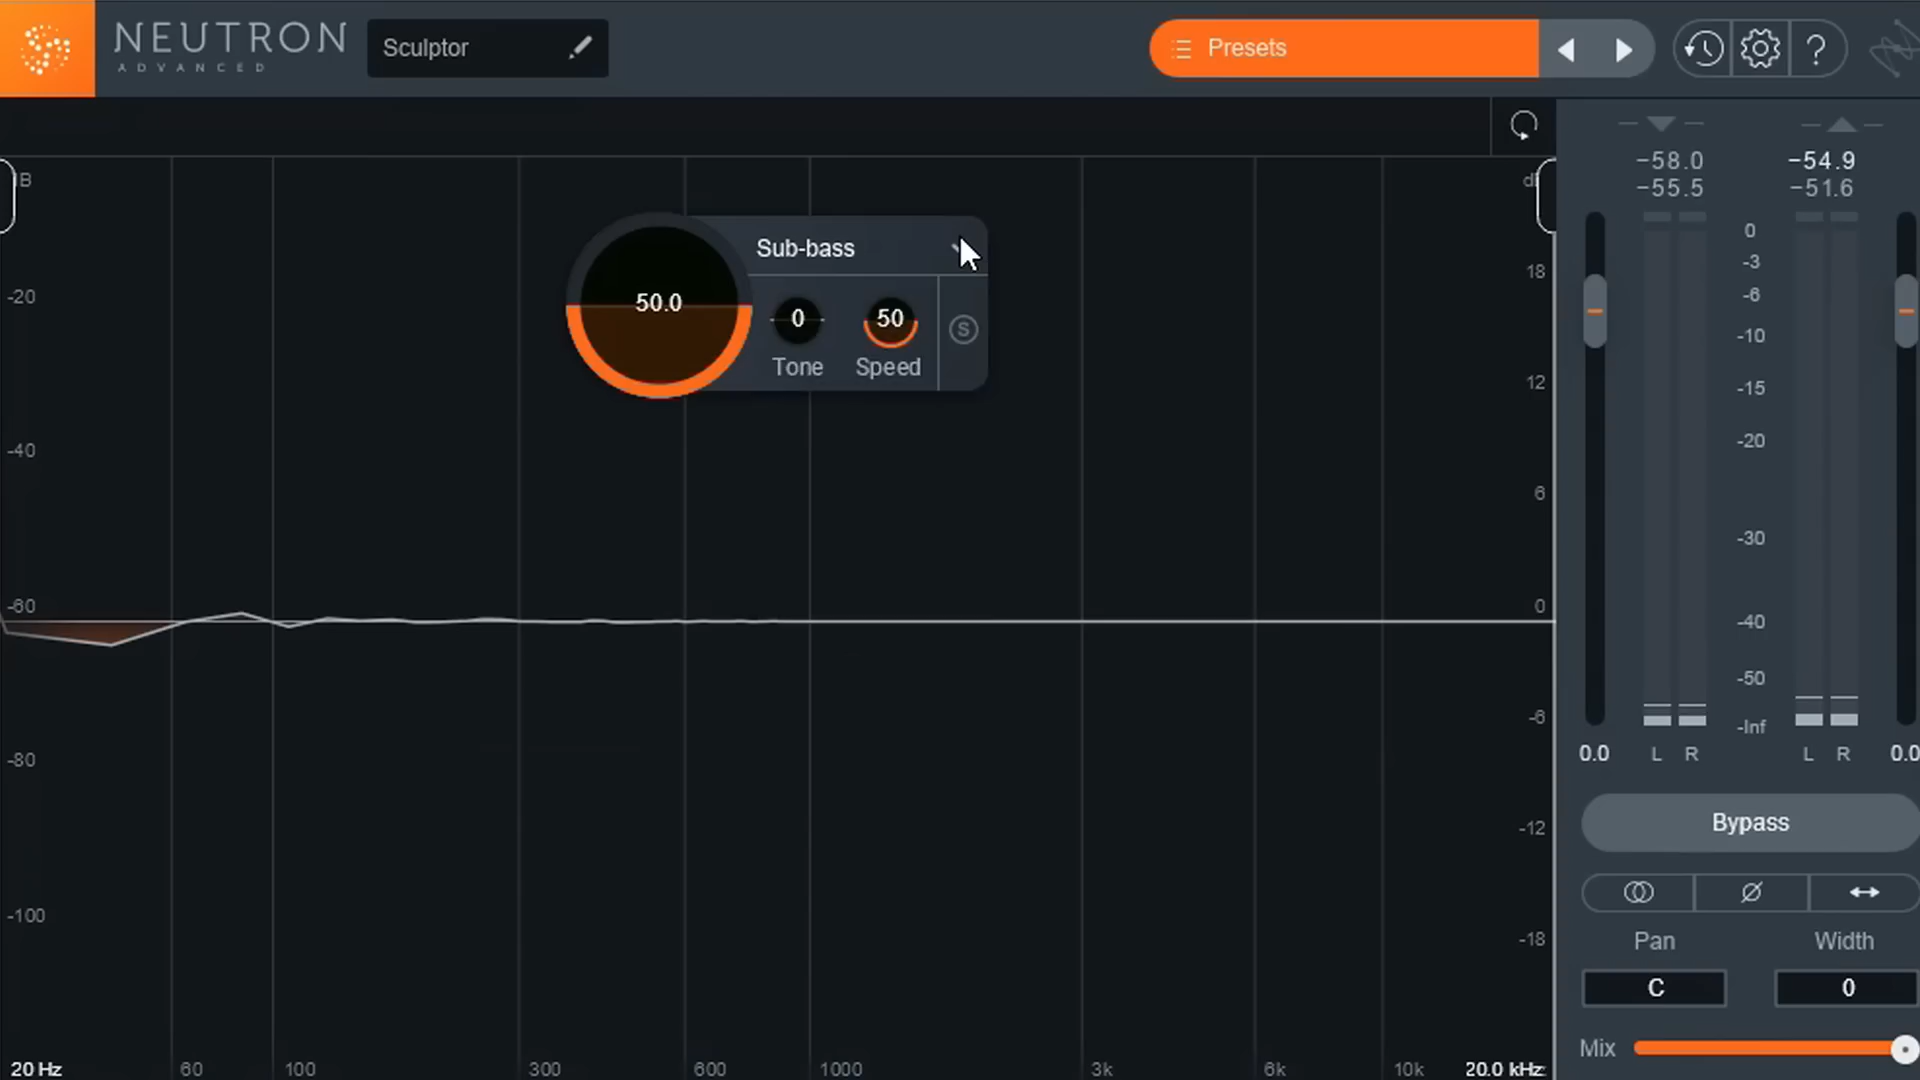 NEUTRON
ADVANCED
Sculptor
Presets
?
-58.0
-55.5
-54.9
-51.6
dB
Sub-bass
50.0
0
50
Tone
Speed
S
-20
-40
-60
-80
-100
18
12
6
0
-6
-12
-18
0
-3
-6
-10
-15
-20
-30
-40
-50
-Inf
0.0
L
R
L
R
0.0
Bypass
Pan
Width
C
0
Mix
20 Hz
60
100
300
600
1000
3k
6k
10k
20.0 kHz